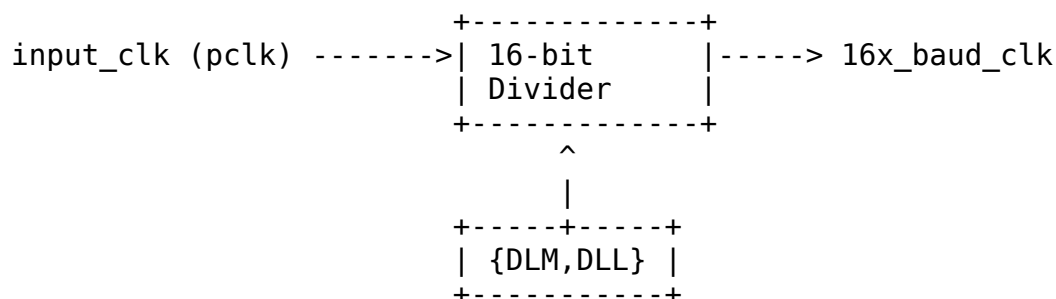 +-------------+
input_clk (pclk) ------->| 16-bit      |-----> 16x_baud_clk
                          | Divider     |
                          +-------------+
                                ^
                                |
                          +-----+-----+
                          | {DLM,DLL} |
                          +-----------+